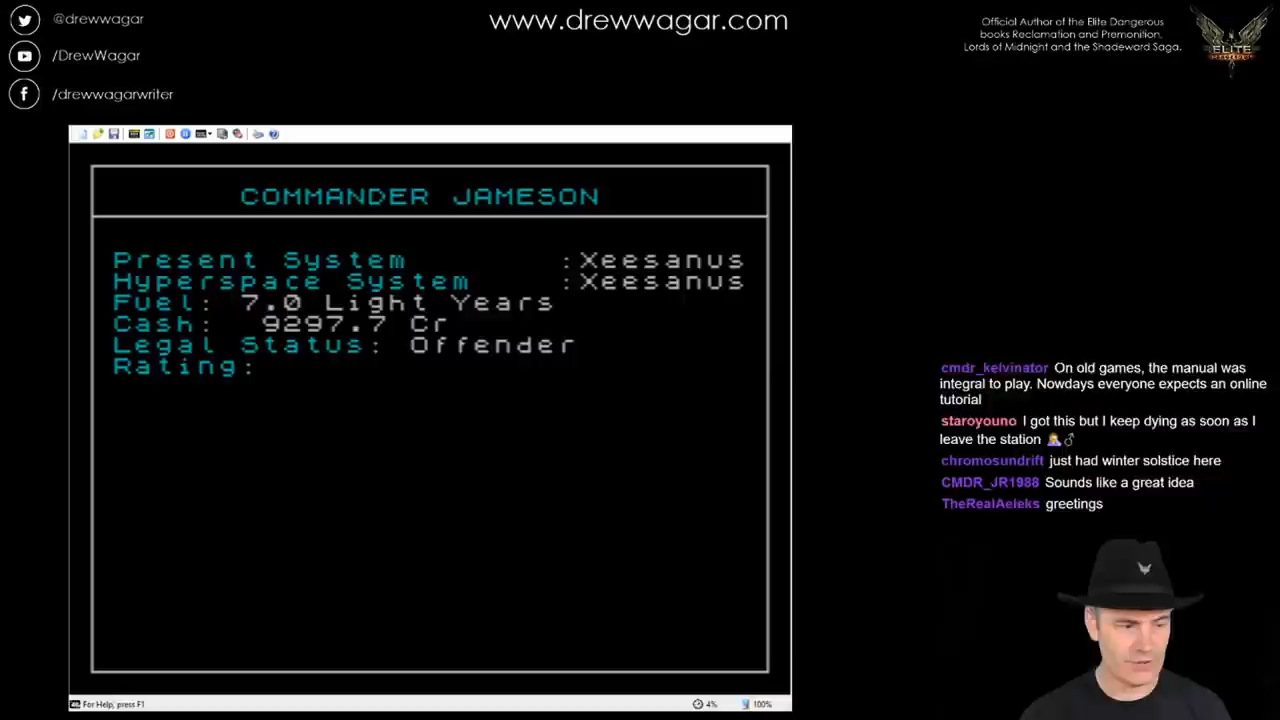 @drewwagar
/DrewWagar
/drewwagarwriter
www.drewwagar.com
Official Author of the Elite Dangerous
books Reclamation and Premonition,
Lords of Midnight and the Shadeward Saga.
ELITE
COMMANDER JAMESON
Present System :Xeesanus
Hyperspace System :Xeesanus
Fuel: 7.0 Light Years
Cash: 9297.7 Cr
Legal Status: Offender
Rating:
For Help, press F1
4%
100%
cmdr_kelvinator On old games, the manual was
integral to play. Nowdays everyone expects an online
tutorial
staroyouno I got this but I keep dying as soon as I
leave the station 🤦‍♂
chromosundrift just had winter solstice here
CMDR_JR1988 Sounds like a great idea
TheRealAeleks greetings